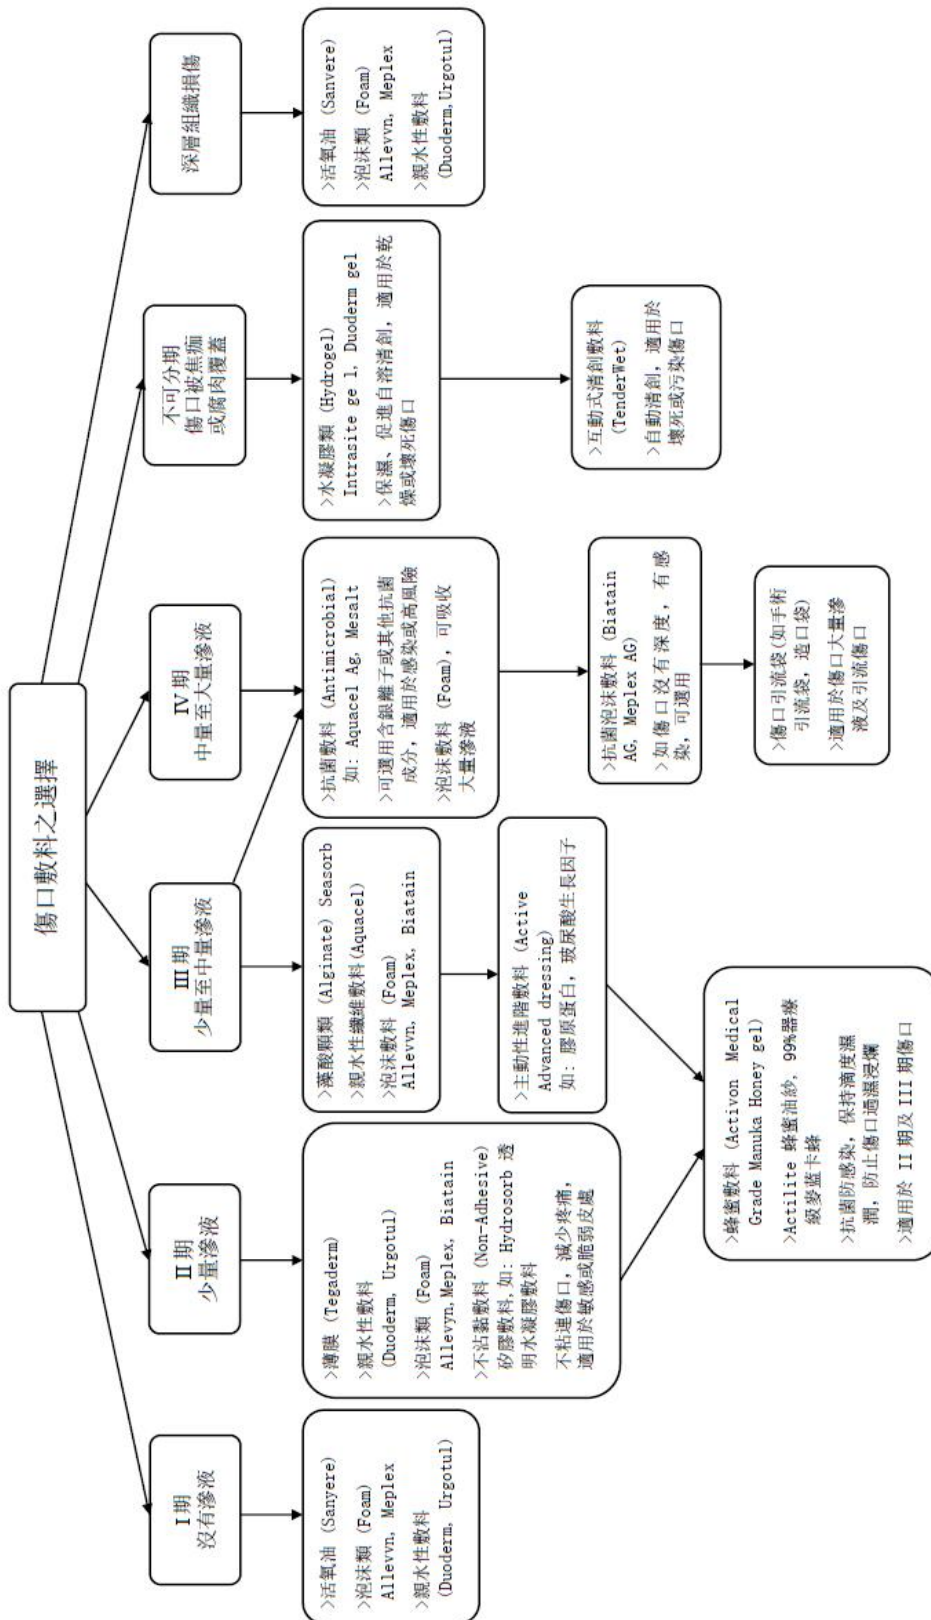 傷口敷料之選擇
I 期
沒有滲液
>活氧油 (Sanyere)
>泡沫類 (Foam)
Allevvn, Meplex
>親水性敷料
(Duoderm, Urgotul)
II 期
少量滲液
>薄膜 (Tegaderm)
>親水性敷料
(Duoderm, Urgotul)
>泡沫類 (Foam)
Allevyn,Meplex, Biatain
>不沾黏敷料 (Non-Adhesive)
矽膠敷料,如: Hydrosorb 透
明水凝膠敷料
不粘連傷口，減少疼痛，
適用於敏感或脆弱皮處
III 期
少量至中量滲液
>藻酸顆類 (Alginate) Seasorb
>親水性纖維敷料(Aquacel)
>泡沫敷料 (Foam)
Allevvn, Meplex, Biatain
>主動性進階敷料 (Active
Advanced dressing)
如: 膠原蛋白，玻尿酸生長因子
>蜂蜜敷料 (Activon Medical
Grade Manuka Honey gel)
>Actilite 蜂蜜油紗，99%器療
級麥藍卡蜂
>抗菌防感染，保持滴度濕
潤，防止傷口過濕浸爛
>適用於 II 期及 III 期傷口
IV 期
中量至大量滲液
>抗菌敷料 (Antimicrobial)
如: Aquacel Ag, Mesalt
>可選用含銀離子或其他抗菌
成分，適用於感染或高風險
>泡沫敷料 (Foam)，可吸收
大量滲液
>抗菌泡沫敷料 (Biatain
AG, Meplex AG)
>如傷口沒有深度，有感
染，可選用
>傷口引流袋(如手術
引流袋，造口袋)
>適用於傷口大量滲
液及引流傷口
不可分期
傷口被焦痂
或腐肉覆蓋
>水凝膠類 (Hydrogel)
Intrasite ge l, Duoderm gel
>保濕、促進自溶清創，適用於乾
燥或壞死傷口
>互動式清創敷料
(TenderWet)
>自動清創，適用於
壞死或污染傷口
深層組織損傷
>活氧油 (Sanvere)
>泡沫類 (Foam)
Allevvn, Meplex
>親水性敷料
(Duoderm,Urgotul)